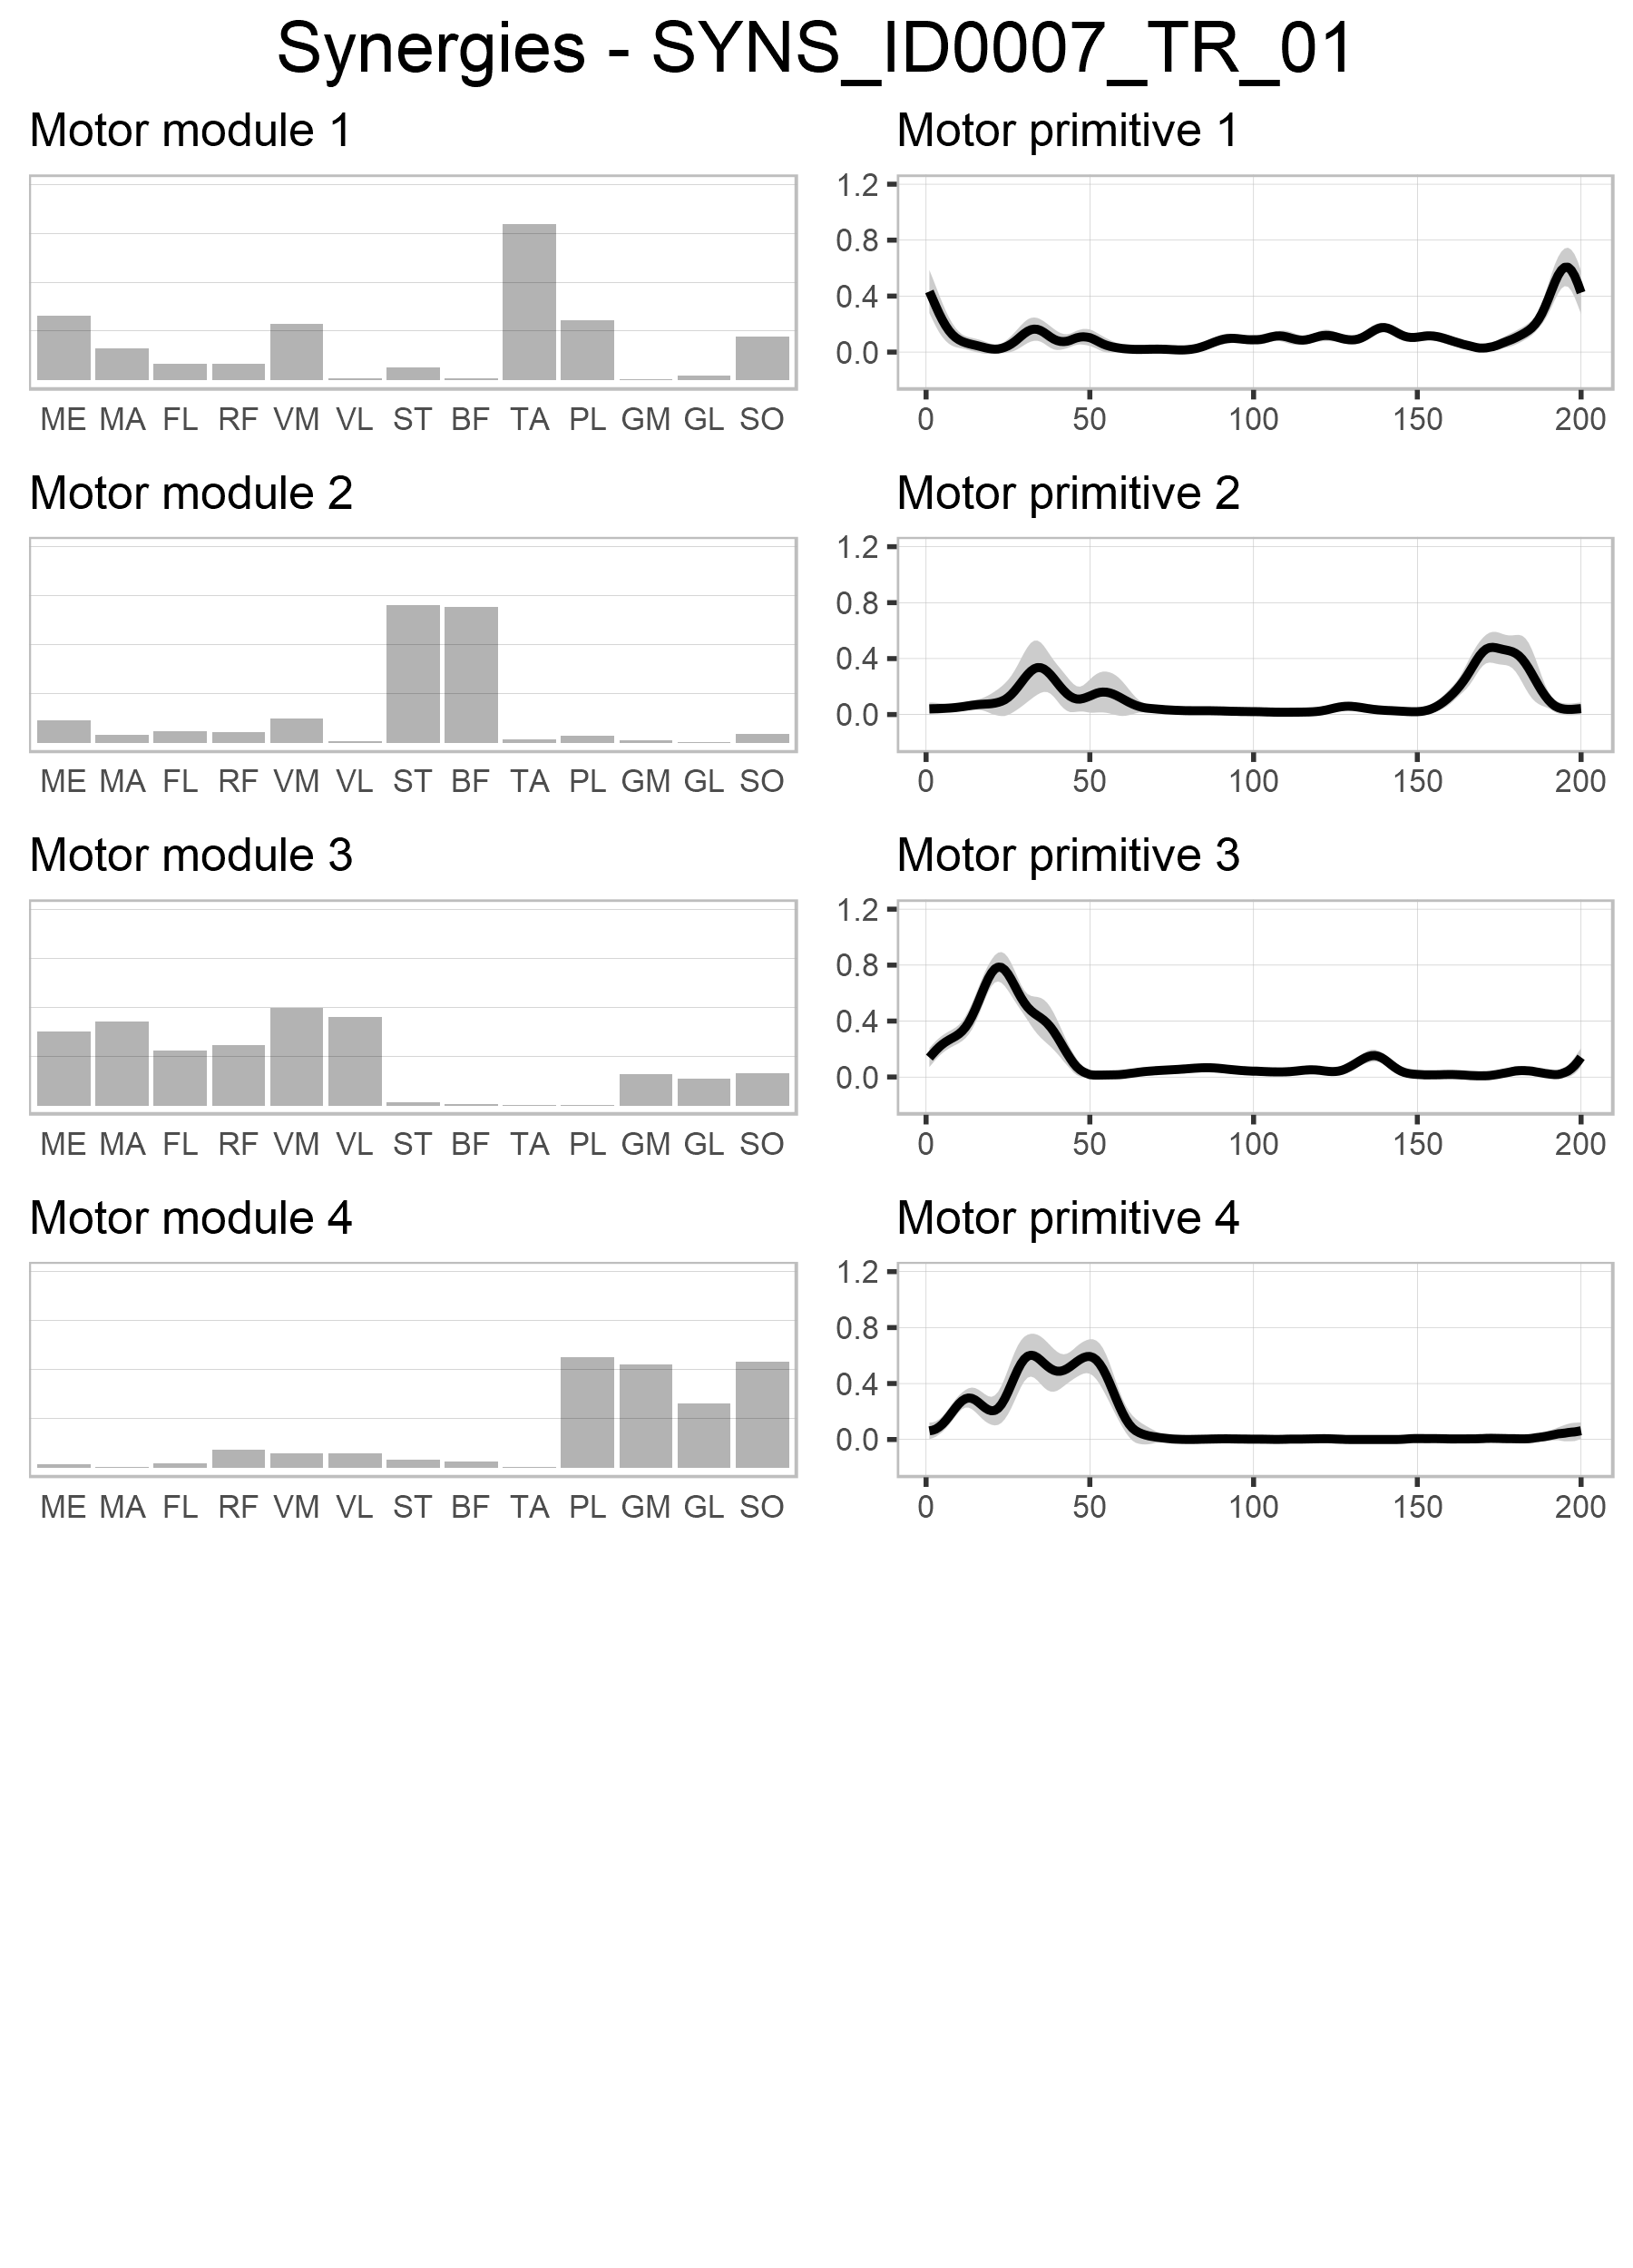 Synergies - SYNS_ID0007_TR_01
Motor module 1
Motor primitive 1
1.2
0.8
0.4
0.0
ME MA FL RF VM VL ST BF TA PL GM GL SO
0 50 100 150 200
Motor module 2
Motor primitive 2
1.2
0.8
0.4
0.0
ME MA FL RF VM VL ST BF TA PL GM GL SO
0 50 100 150 200
Motor module 3
Motor primitive 3
1.2
0.8
0.4
0.0
ME MA FL RF VM VL ST BF TA PL GM GL SO
0 50 100 150 200
Motor module 4
Motor primitive 4
1.2
0.8
0.4
0.0
ME MA FL RF VM VL ST BF TA PL GM GL SO
0 50 100 150 200